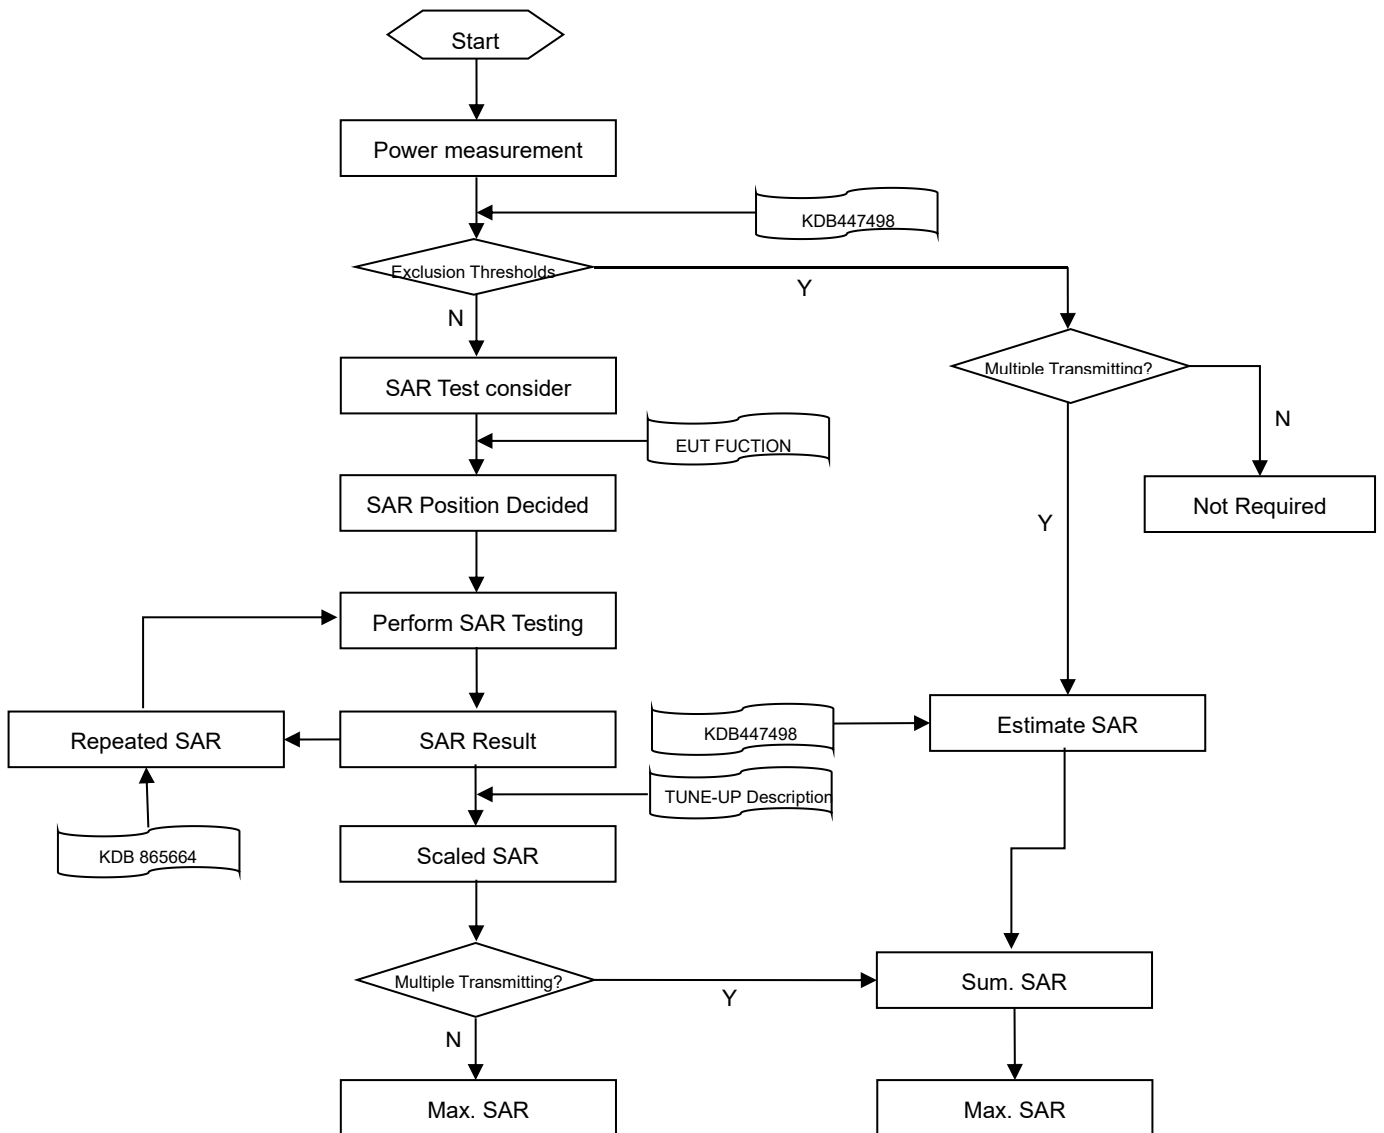 Start
Power measurement
KDB447498
Exclusion Thresholds
Y
N
Multiple Transmitting?
SAR Test consider
N
EUT FUCTION
SAR Position Decided
Not Required
Y
Perform SAR Testing
Repeated SAR
SAR Result
KDB447498
Estimate SAR
TUNE-UP Description
KDB 865664
Scaled SAR
Multiple Transmitting?
Y
Sum. SAR
N
Max. SAR
Max. SAR